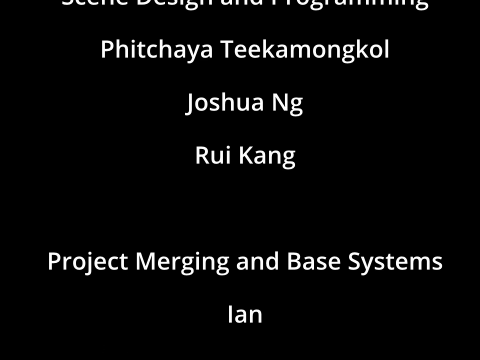 Scene Design and Programming
Phitchaya Teekamongkol
Joshua Ng
Rui Kang
Project Merging and Base Systems
Ian